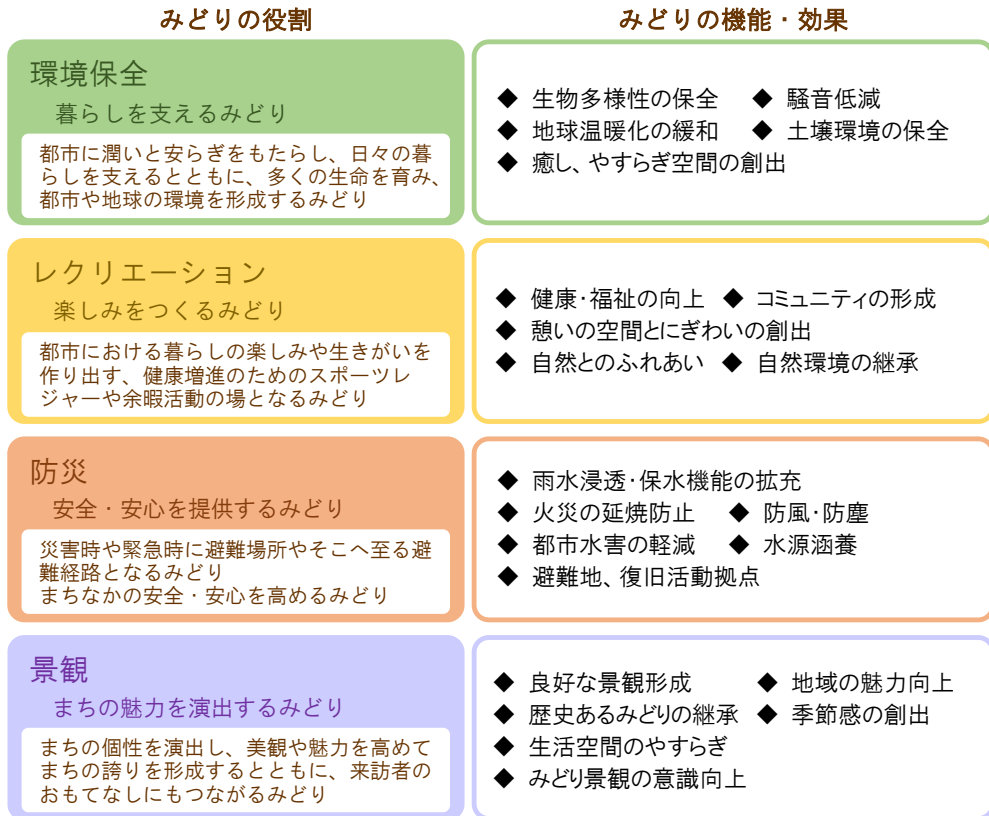 みどりの役割
みどりの機能・効果
環境保全
暮らしを支えるみどり
都市に潤いと安らぎをもたらし、日々の暮
らしを支えるとともに、多くの生命を育み、
都市や地球の環境を形成するみどり
◆ 生物多様性の保全 ◆ 騒音低減
◆ 地球温暖化の緩和 ◆ 土壌環境の保全
◆ 癒し、やすらぎ空間の創出
レクリエーション
楽しみをつくるみどり
都市における暮らしの楽しみや生きがいを
作り出す、健康増進のためのスポーツレ
ジャーや余暇活動の場となるみどり
◆ 健康・福祉の向上 ◆ コミュニティの形成
◆ 憩いの空間とにぎわいの創出
◆ 自然とのふれあい ◆ 自然環境の継承
防災
安全・安心を提供するみどり
災害時や緊急時に避難場所やそこへ至る避
難経路となるみどり
まちなかの安全・安心を高めるみどり
◆ 雨水浸透・保水機能の拡充
◆ 火災の延焼防止 ◆ 防風・防塵
◆ 都市水害の軽減 ◆ 水源涵養
◆ 避難地、復旧活動拠点
景観
まちの魅力を演出するみどり
まちの個性を演出し、美観や魅力を高めて
まちの誇りを形成するとともに、来訪者の
おもてなしにもつながるみどり
◆ 良好な景観形成 ◆ 地域の魅力向上
◆ 歴史あるみどりの継承 ◆ 季節感の創出
◆ 生活空間のやすらぎ
◆ みどり景観の意識向上